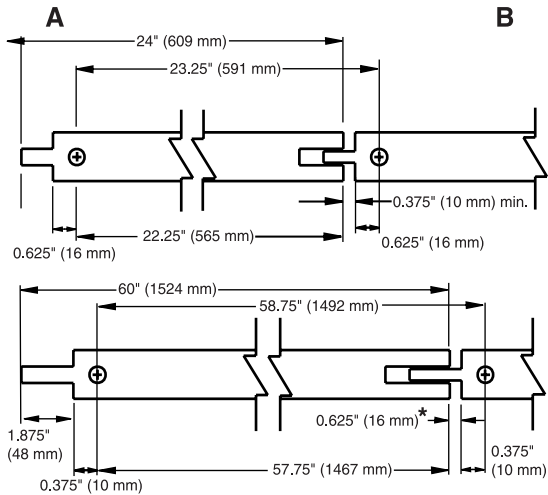 A B
24" (609 mm)
23.25" (591 mm)
0.375" (10 mm) min.
22.25" (565 mm)
0.625" (16 mm)
0.625" (16 mm)
60" (1524 mm)
58.75" (1492 mm)
0.625" (16 mm)*
1.875"
(48 mm)
0.375"
(10 mm)
57.75" (1467 mm)
0.375" (10 mm)